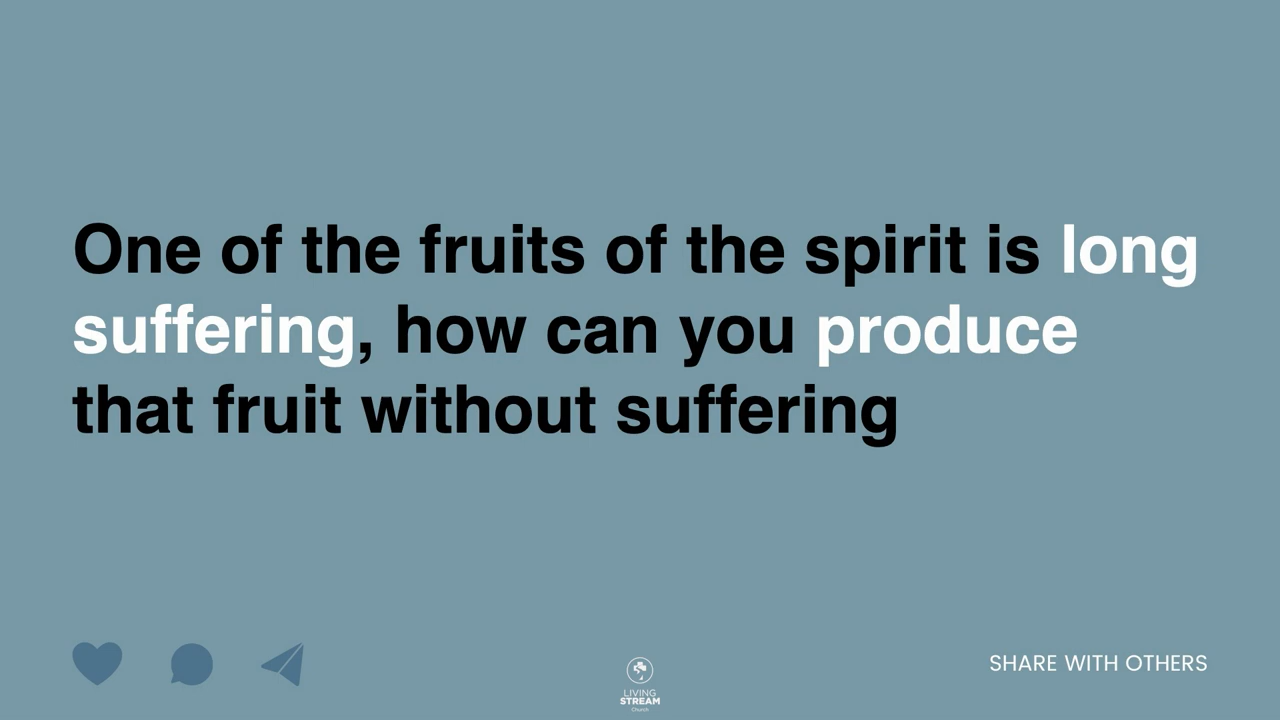 One of the fruits of the spirit is long
suffering, how can you produce
that fruit without suffering
SHARE WITH OTHERS
LIVING
STREAM
Church